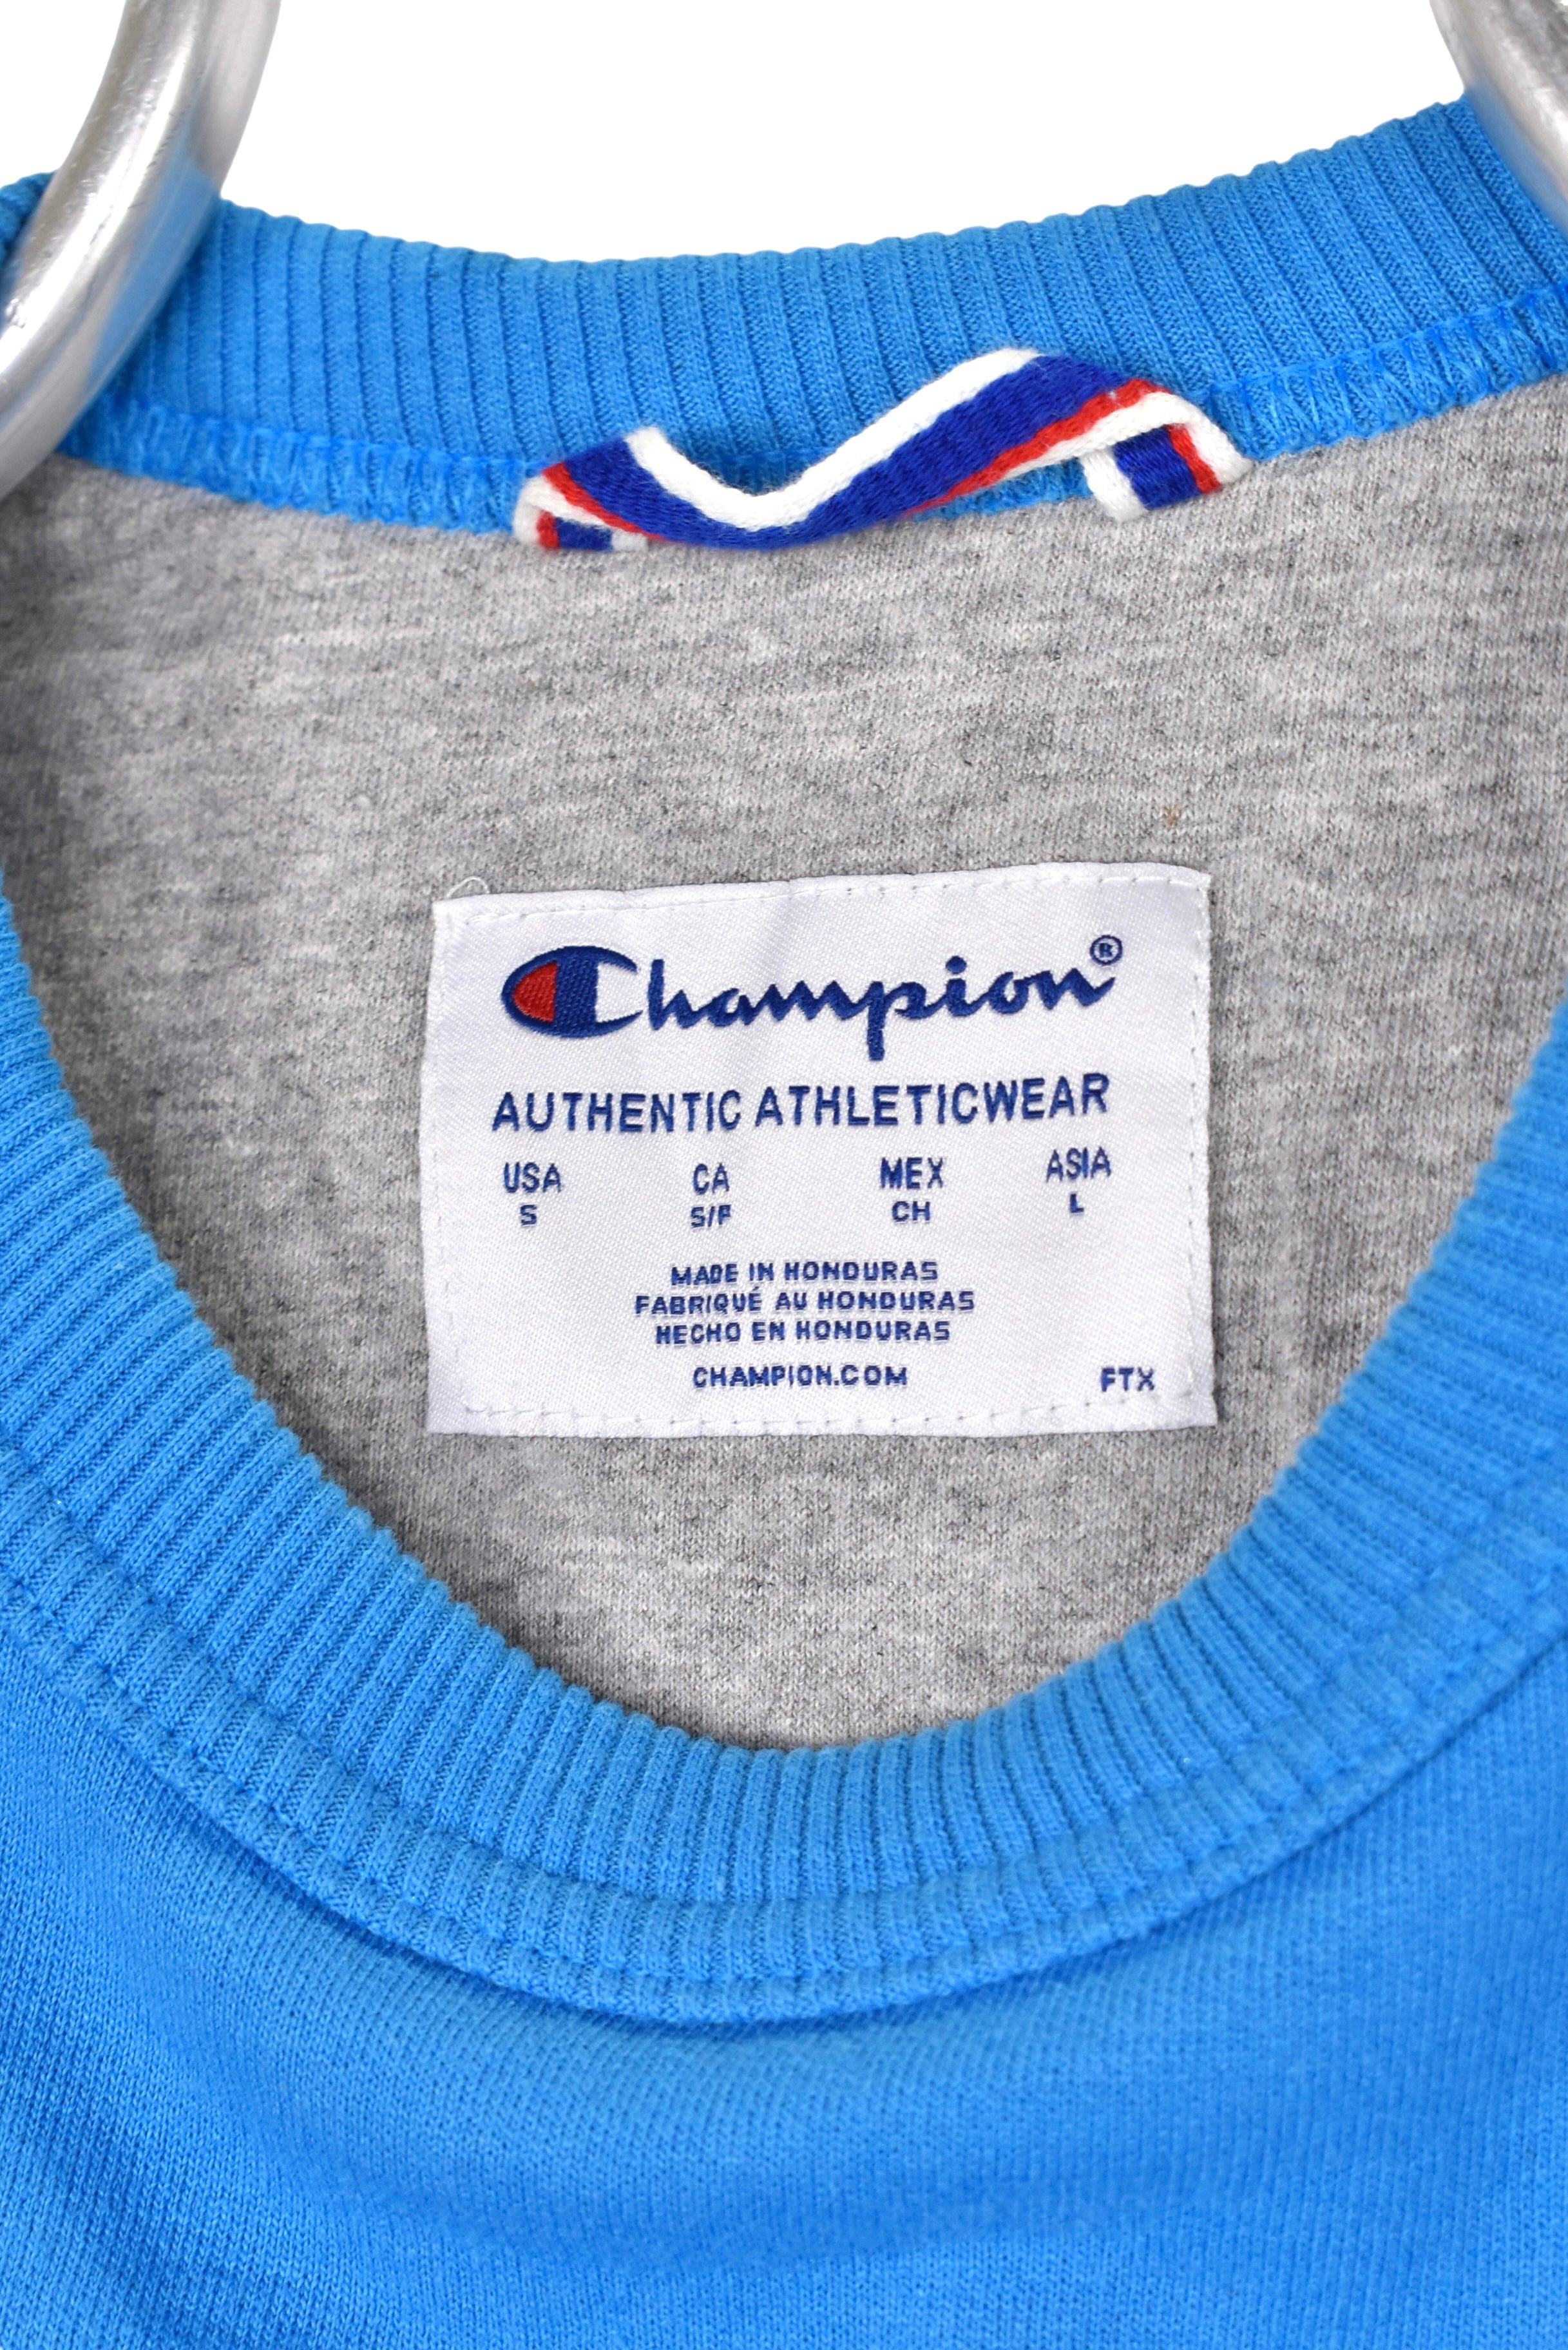 Champion®
AUTHENTIC ATHLETICWEAR
USA CA MEX ASIA
S S/P CH L
MADE IN HONDURAS
FABRIQUÉ AU HONDURAS
HECHO EN HONDURAS
CHAMPION.COM FTX